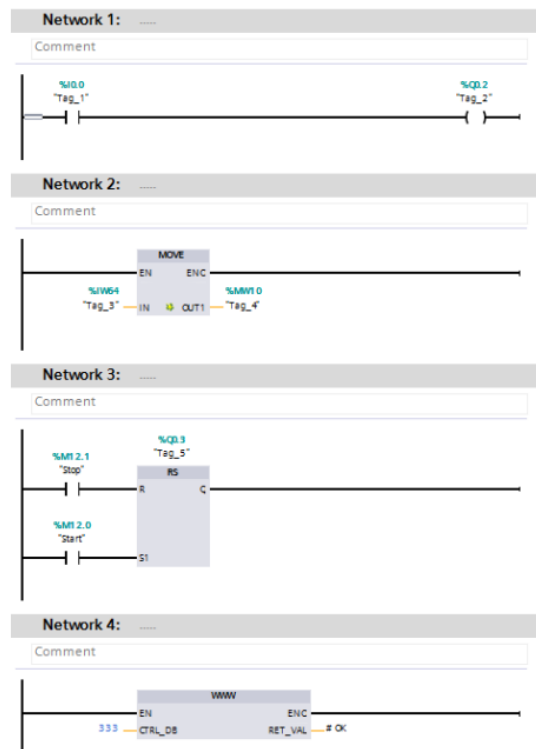 Network 1: .....
Comment
%I0.0 %Q0.2
"Tag_1" "Tag_2"
Network 2: .....
Comment
MOVE
EN ENO
%IW64 %MW10
"Tag_3" IN OUT1 "Tag_4"
Network 3: .....
Comment
%Q0.3
%M12.1 "Tag_5"
"Stop" RS
R Q
%M12.0
"Start"
S1
Network 4: .....
Comment
WWW
EN ENO
333 CTRL_DB RET_VAL # OK